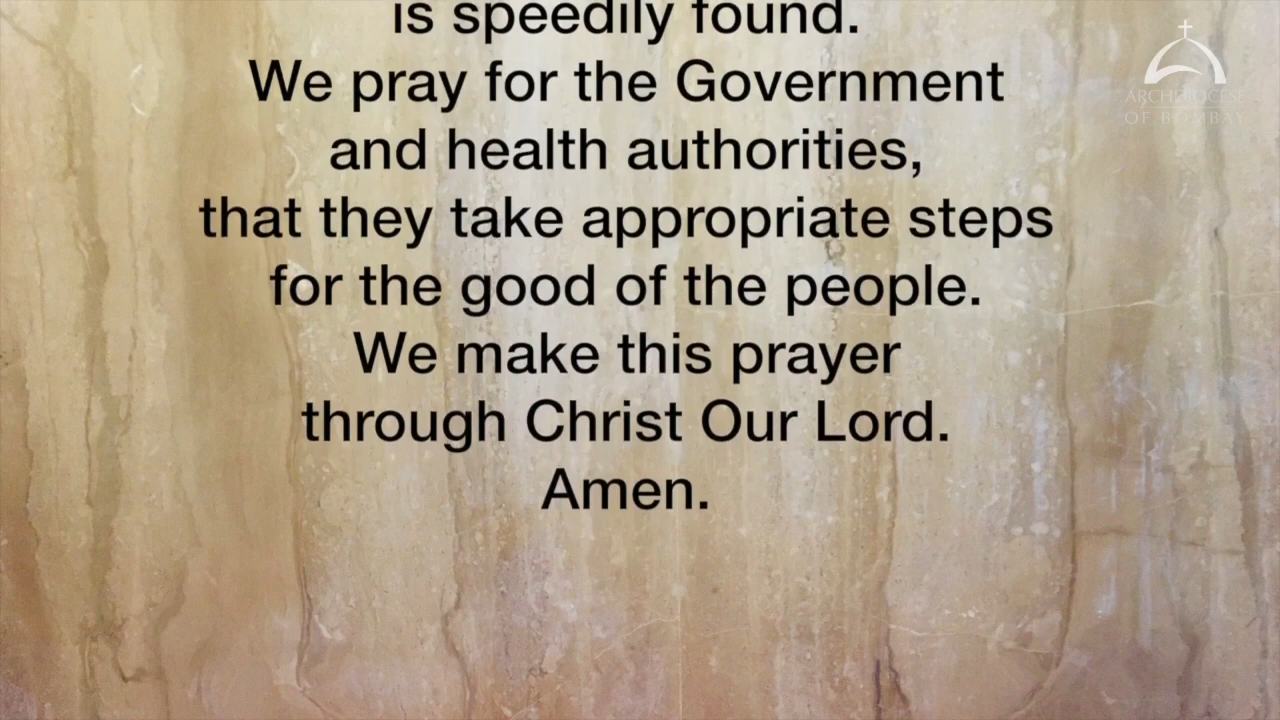 is speedily found.
We pray for the Government
and health authorities,
that they take appropriate steps
for the good of the people.
We make this prayer
through Christ Our Lord.
Amen.
ARCHDIOCESE
OF BOMBAY